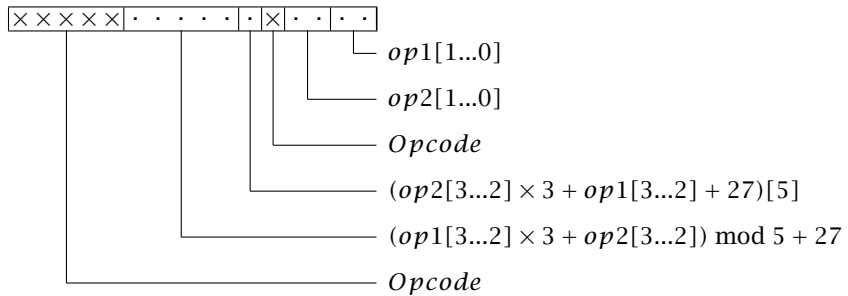 × × × × × · · · · · · × · · · ·
op1[1...0]
op2[1...0]
Opcode
(op2[3...2] × 3 + op1[3...2] + 27)[5]
(op1[3...2] × 3 + op2[3...2]) mod 5 + 27
Opcode